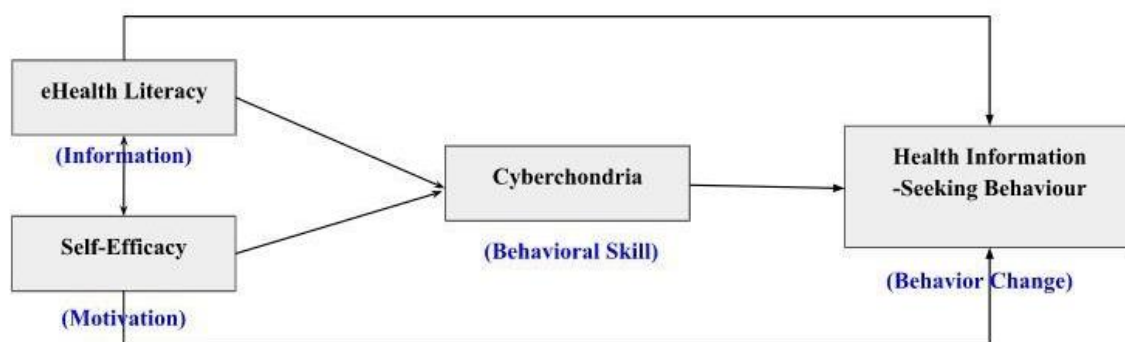 eHealth Literacy
(Information)
Self-Efficacy
(Motivation)
Cyberchondria
(Behavioral Skill)
Health Information
-Seeking Behaviour
(Behavior Change)